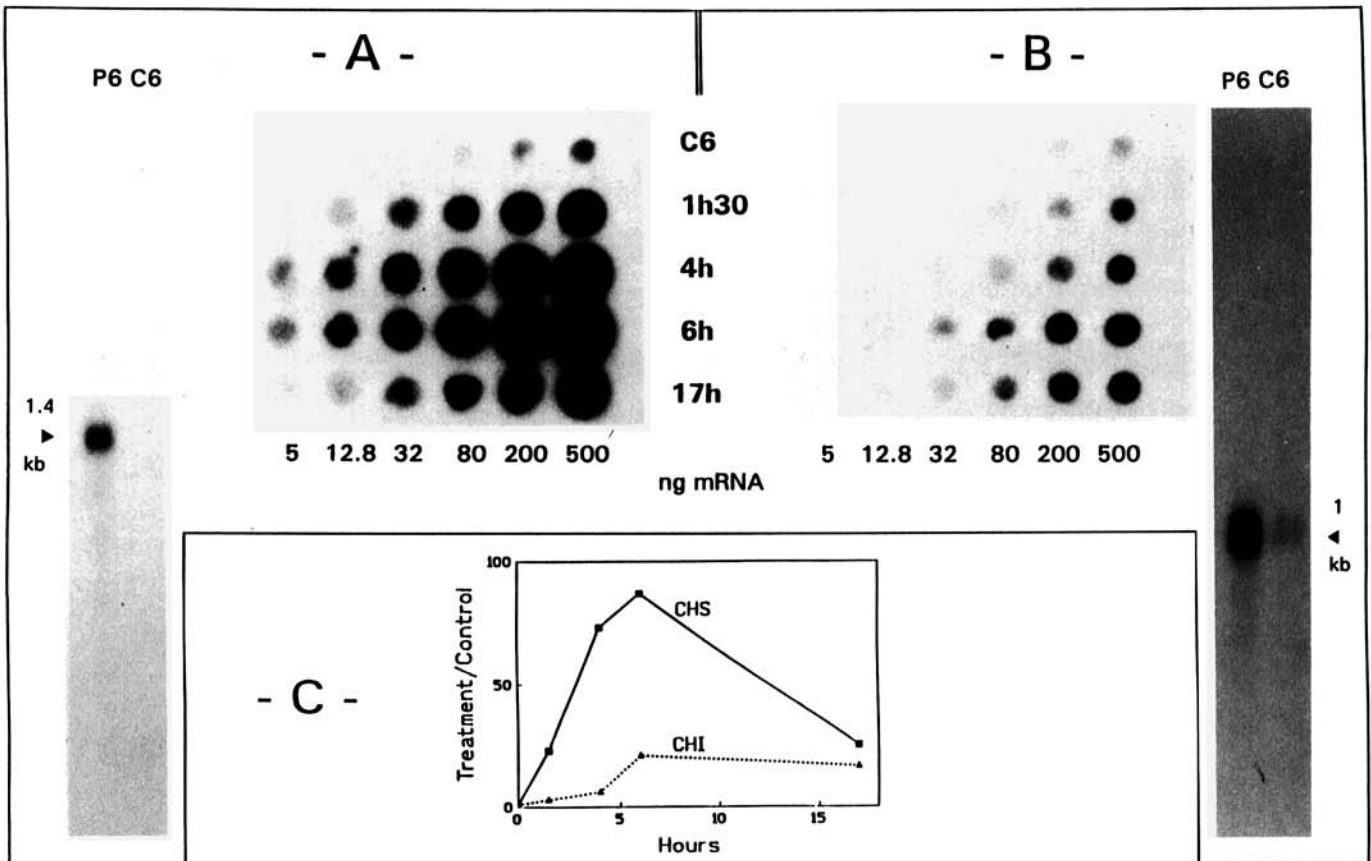 - A -
- B -
P6 C6
P6 C6
C6
1h30
4h
6h
17h
1.4
kb
5 12.8 32 80 200 500
5 12.8 32 80 200 500
ng mRNA
1
kb
- C -
Treatment/Control
100
50
0
CHS
CHI
0 5 10 15
Hours